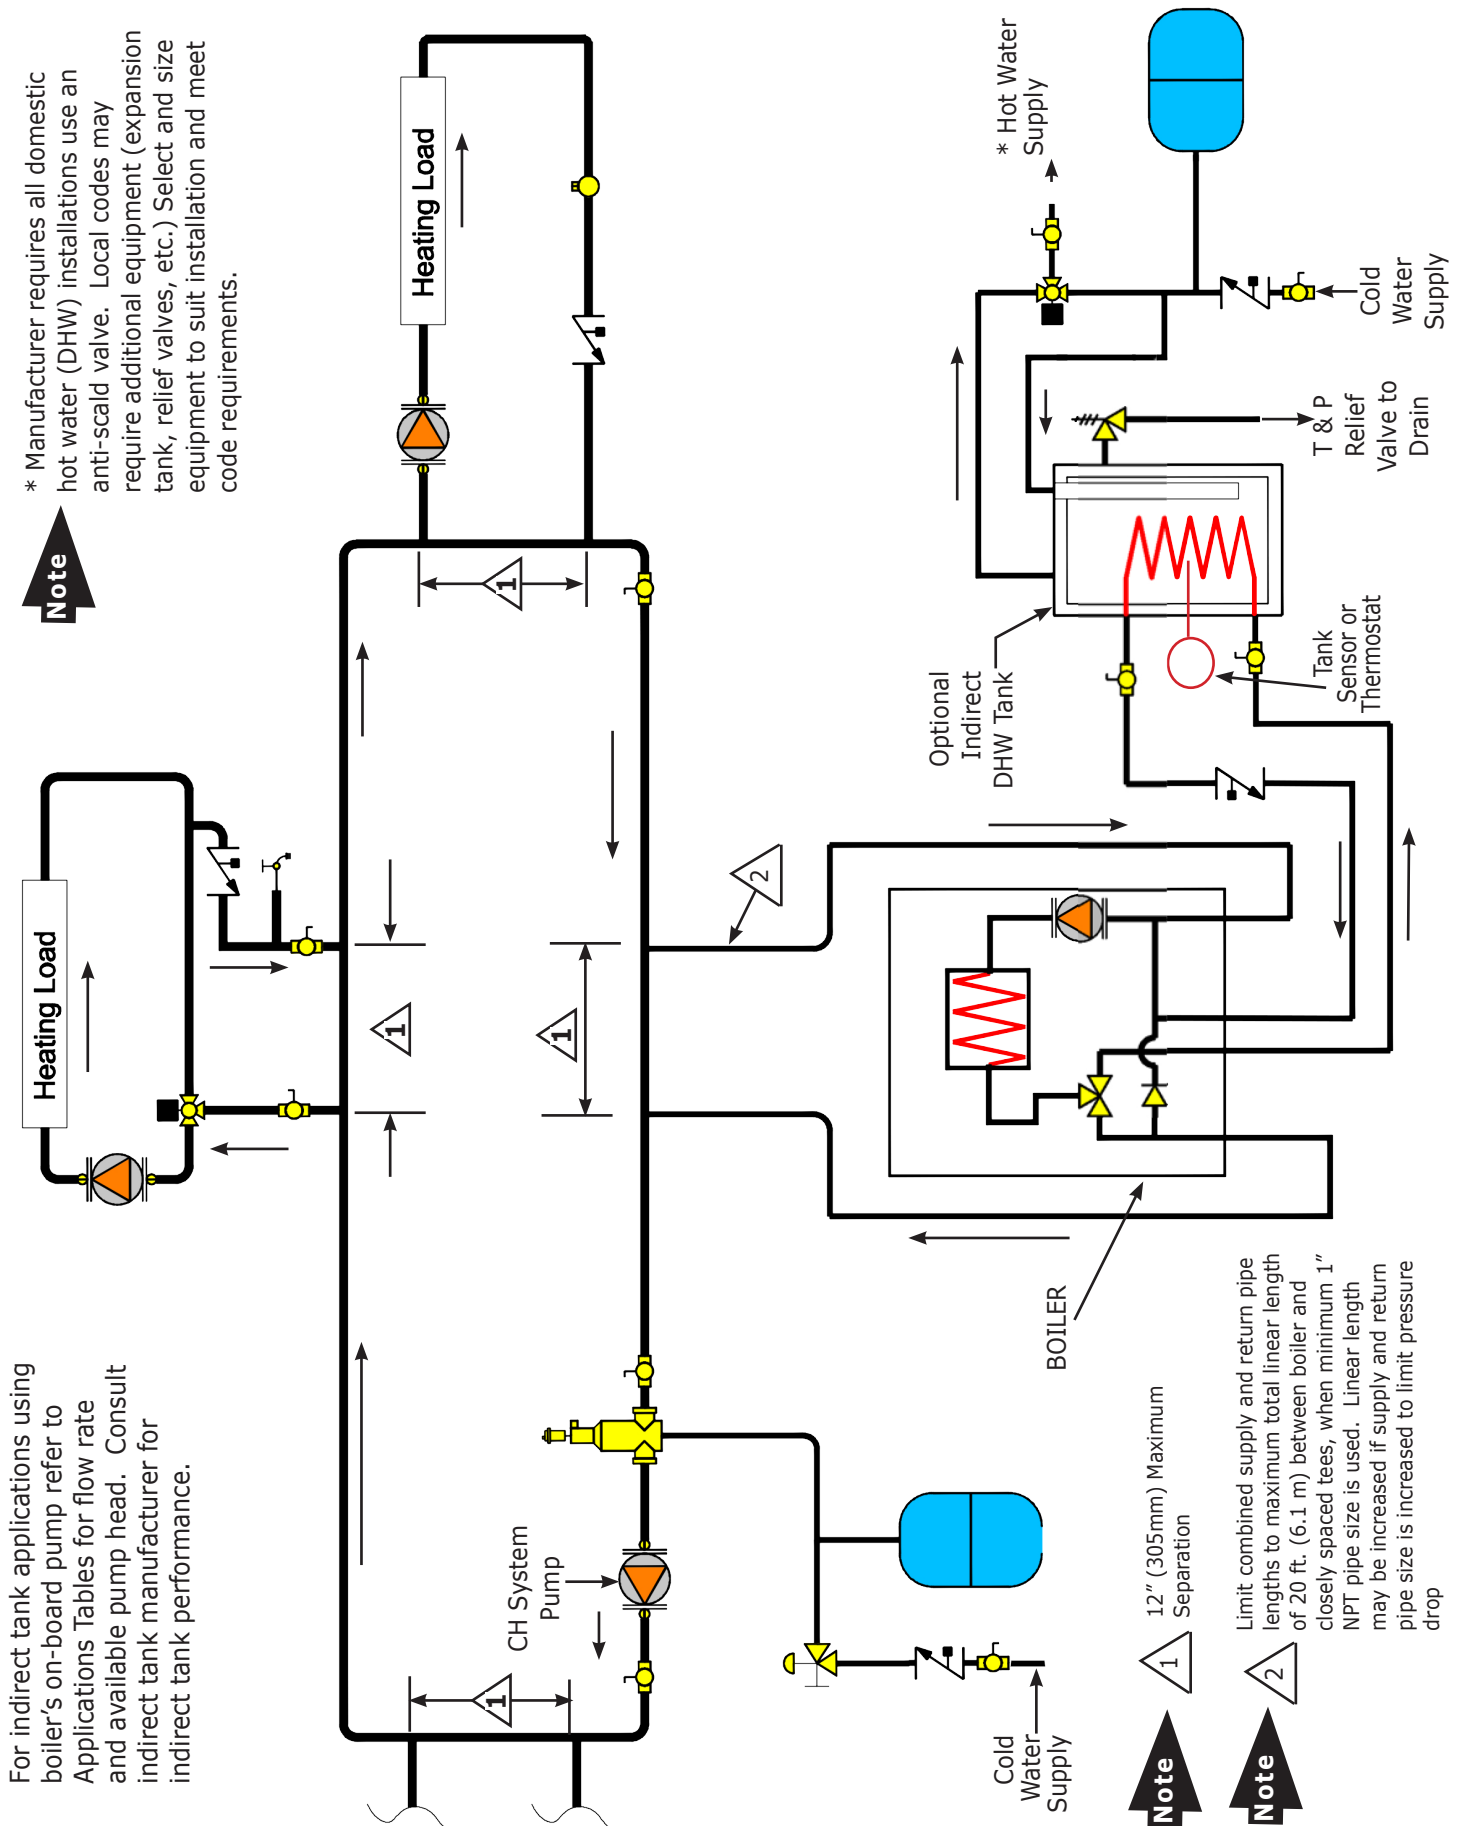 For indirect tank applications using
boiler's on-board pump refer to
Applications Tables for flow rate
and available pump head.  Consult
indirect tank manufacturer for
indirect tank performance.
Note
* Manufacturer requires all domestic
hot water (DHW) installations use an
anti-scald valve.  Local codes may
require additional equipment (expansion
tank, relief valves, etc.) Select and size
equipment to suit installation and meet
code requirements.
Heating Load
Heating Load
1
1
1
1
2
CH System
Pump
Cold
Water
Supply
BOILER
Optional
Indirect
DHW Tank
Tank
Sensor or
Thermostat
* Hot Water
Supply
T & P
Relief
Valve to
Drain
Cold
Water
Supply
Note
1
12" (305mm) Maximum
Separation
Note
2
Limit combined supply and return pipe
lengths to maximum total linear length
of 20 ft. (6.1 m) between boiler and
closely spaced tees, when minimum 1"
NPT pipe size is used.  Linear length
may be increased if supply and return
pipe size is increased to limit pressure
drop